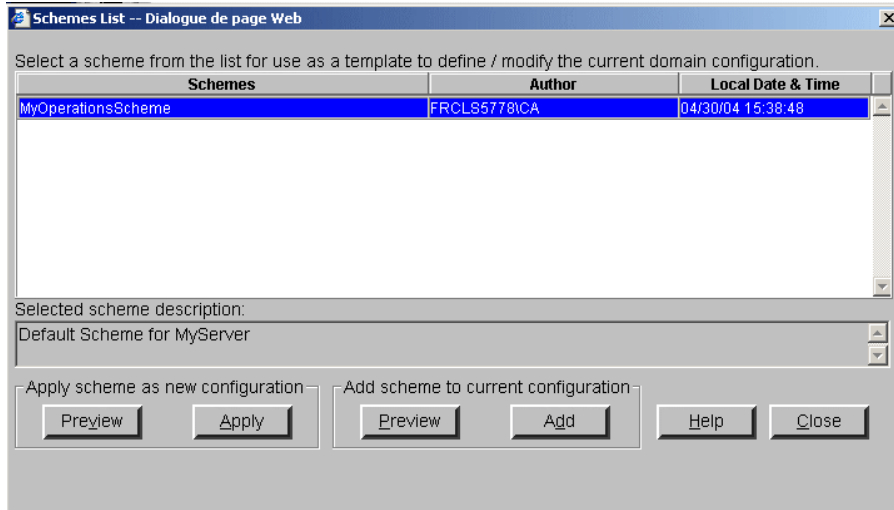 Schemes List -- Dialogue de page Web
Select a scheme from the list for use as a template to define / modify the current domain configuration.
Schemes Author Local Date & Time
MyOperationsScheme FRCLS5778\CA 04/30/04 15:38:48
Selected scheme description:
Default Scheme for MyServer
Apply scheme as new configuration Add scheme to current configuration
Preview Apply Preview Add Help Close